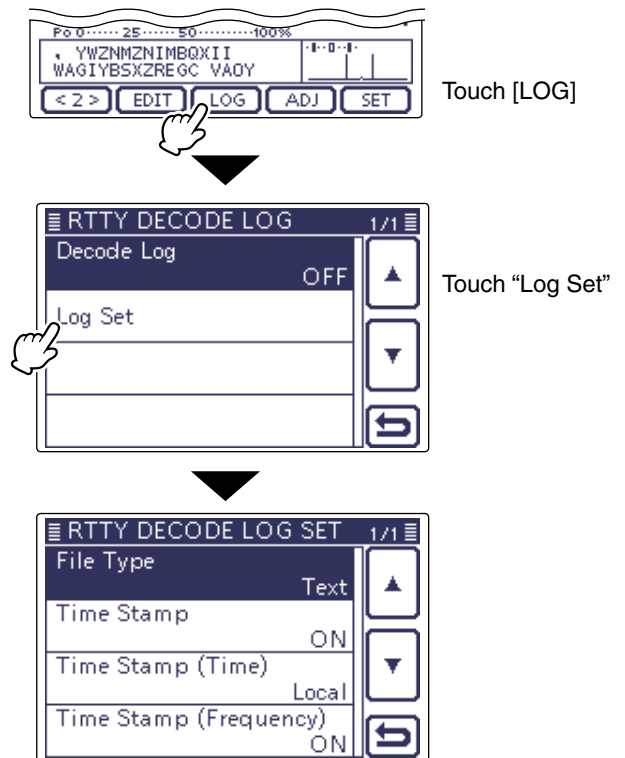 Po 0······25······50·········100%
, YWZNMZNIMBQXII
WAGIYBSXZREGC VAOY
<2> EDIT LOG ADJ SET
Touch [LOG]
RTTY DECODE LOG 1/1
Decode Log
OFF
Touch “Log Set”
Log Set
RTTY DECODE LOG SET 1/1
File Type
Text
Time Stamp
ON
Time Stamp (Time)
Local
Time Stamp (Frequency)
ON